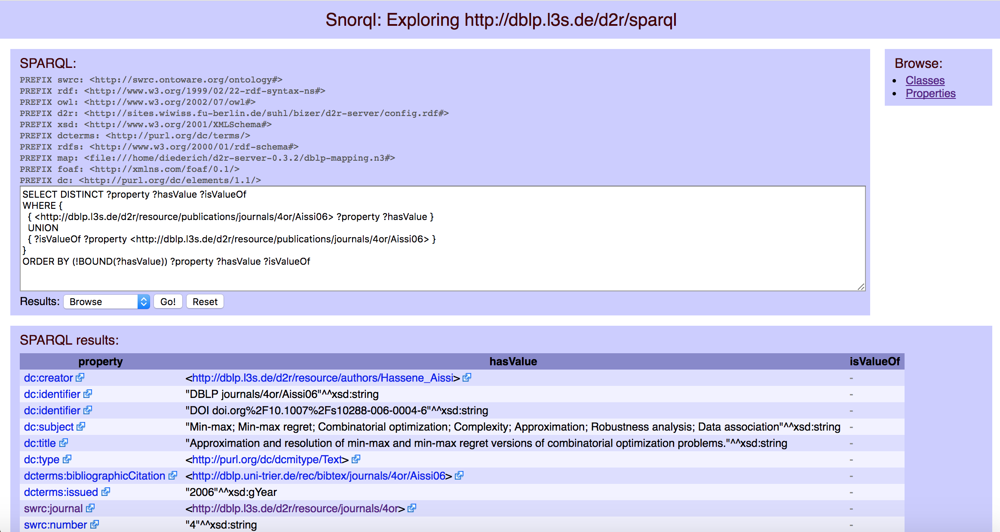 Snorql: Exploring http://dblp.l3s.de/d2r/sparql
SPARQL:
PREFIX swrc: <http://swrc.ontoware.org/ontology#>
PREFIX rdf: <http://www.w3.org/1999/02/22-rdf-syntax-ns#>
PREFIX owl: <http://www.w3.org/2002/07/owl#>
PREFIX d2r: <http://sites.wiwiss.fu-berlin.de/suhl/bizer/d2r-server/config.rdf#>
PREFIX xsd: <http://www.w3.org/2001/XMLSchema#>
PREFIX dcterms: <http://purl.org/dc/terms/>
PREFIX rdfs: <http://www.w3.org/2000/01/rdf-schema#>
PREFIX map: <file:///home/diederich/d2r-server-0.3.2/dblp-mapping.n3#>
PREFIX foaf: <http://xmlns.com/foaf/0.1/>
PREFIX dc: <http://purl.org/dc/elements/1.1/>
SELECT DISTINCT ?property ?hasValue ?isValueOf
WHERE {
{ <http://dblp.l3s.de/d2r/resource/publications/journals/4or/Aissi06> ?property ?hasValue }
UNION
{ ?isValueOf ?property <http://dblp.l3s.de/d2r/resource/publications/journals/4or/Aissi06> }
}
ORDER BY (!BOUND(?hasValue)) ?property ?hasValue ?isValueOf
Results: Browse Go! Reset
Browse:
• Classes
• Properties
SPARQL results:
property hasValue isValueOf
dc:creator <http://dblp.l3s.de/d2r/resource/authors/Hassene_Aissi> -
dc:identifier "DBLP journals/4or/Aissi06"^^xsd:string -
dc:identifier "DOI doi.org%2F10.1007%2Fs10288-006-0004-6"^^xsd:string -
dc:subject "Min-max; Min-max regret; Combinatorial optimization; Complexity; Approximation; Robustness analysis; Data association"^^xsd:string -
dc:title "Approximation and resolution of min-max and min-max regret versions of combinatorial optimization problems."^^xsd:string -
dc:type <http://purl.org/dc/dcmitype/Text> -
dcterms:bibliographicCitation <http://dblp.uni-trier.de/rec/bibtex/journals/4or/Aissi06> -
dcterms:issued "2006"^^xsd:gYear -
swrc:journal <http://dblp.l3s.de/d2r/resource/journals/4or> -
swrc:number "4"^^xsd:string -